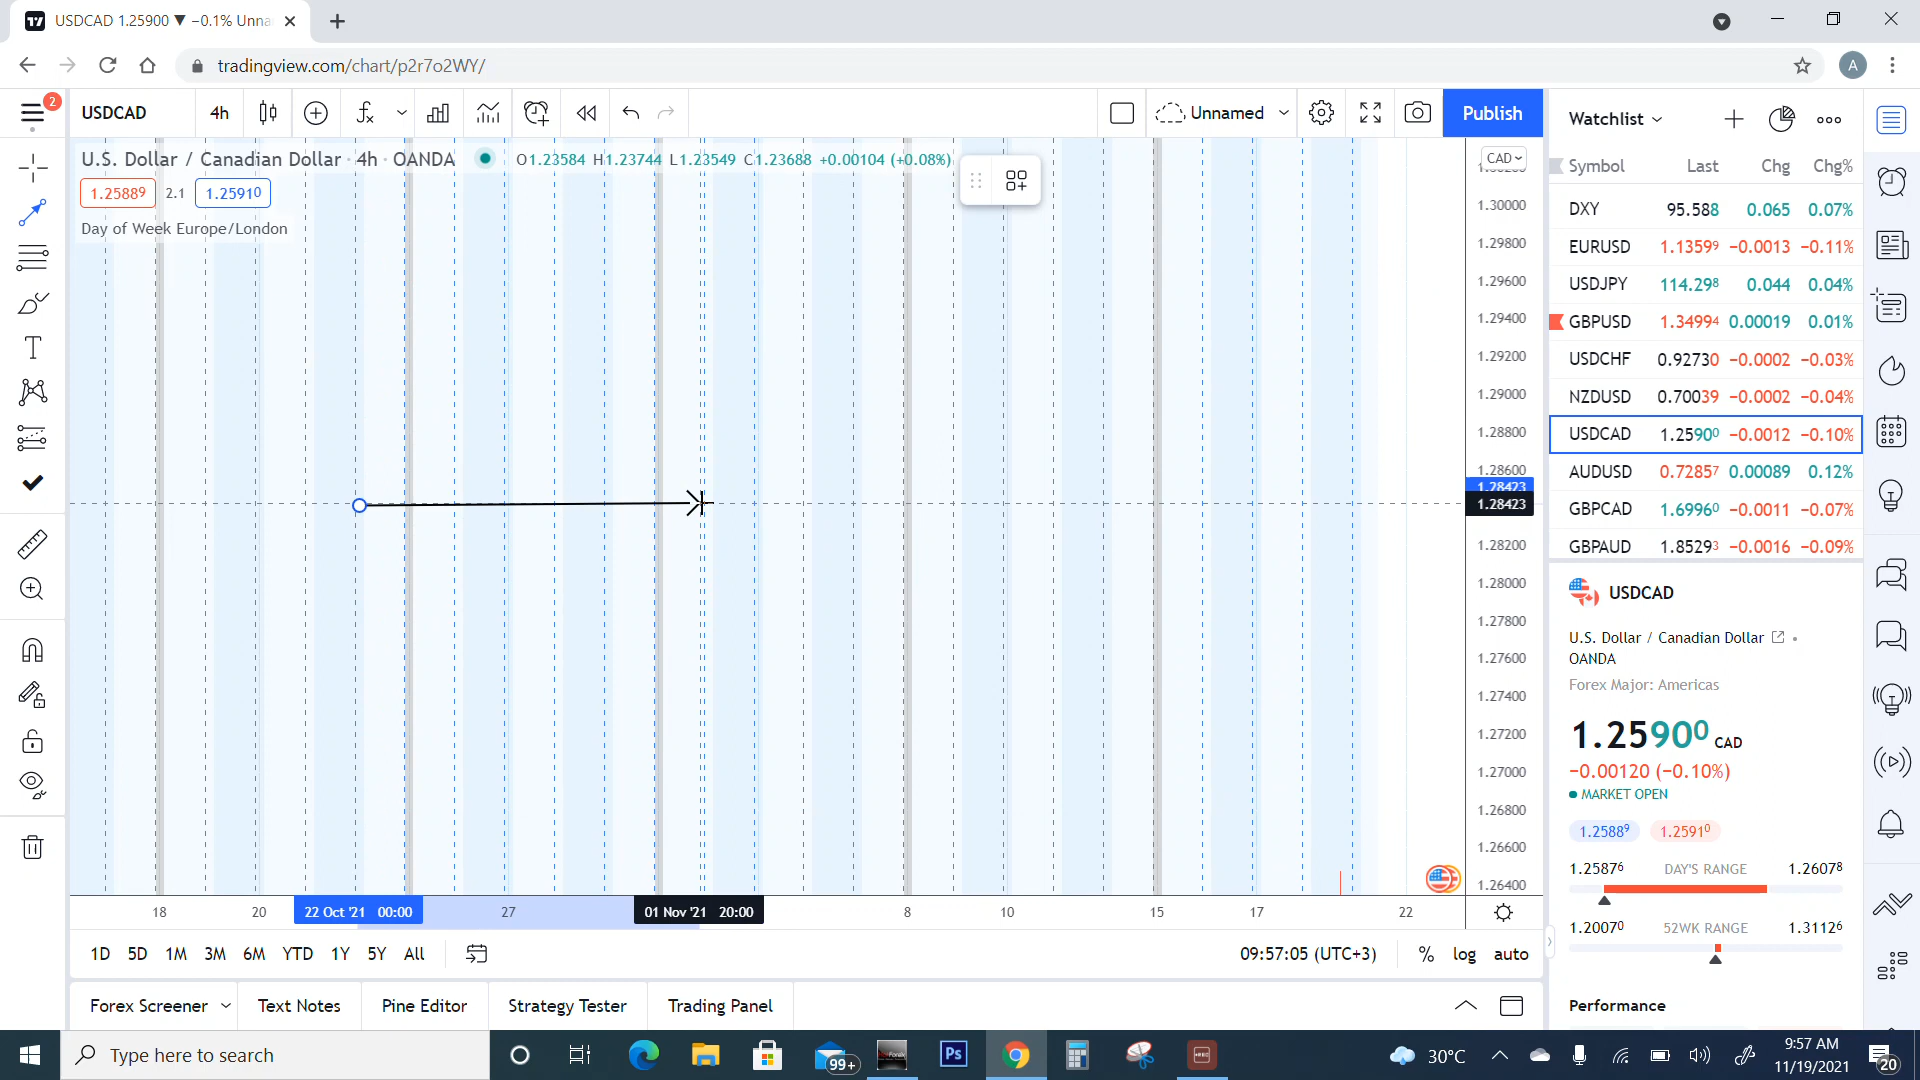 USDCAD 1.25900 ▼ −0.1% Unna
tradingview.com/chart/p2r7o2WY/
A
2
USDCAD
4h
Unnamed
Publish
U.S. Dollar / Canadian Dollar · 4h · OANDA
O1.23584 H1.23744 L1.23549 C1.23688 +0.00104 (+0.08%)
1.25889 2.1 1.25910
Day of Week Europe/London
CAD
1.30000
1.29800
1.29600
1.29400
1.29200
1.29000
1.28800
1.28600
1.28423
1.28423
1.28200
1.28000
1.27800
1.27600
1.27400
1.27200
1.27000
1.26800
1.26600
1.26400
18 20 22 Oct '21 00:00 27 01 Nov '21 20:00 8 10 15 17 22
1D 5D 1M 3M 6M YTD 1Y 5Y All
09:57:05 (UTC+3) % log auto
Forex Screener Text Notes Pine Editor Strategy Tester Trading Panel
Watchlist
Symbol Last Chg Chg%
DXY 95.588 0.065 0.07%
EURUSD 1.13599 −0.0013 −0.11%
USDJPY 114.298 0.044 0.04%
GBPUSD 1.34994 0.00019 0.01%
USDCHF 0.92730 −0.0002 −0.03%
NZDUSD 0.70039 −0.0002 −0.04%
USDCAD 1.25900 −0.0012 −0.10%
AUDUSD 0.72857 0.00089 0.12%
GBPCAD 1.69960 −0.0011 −0.07%
GBPAUD 1.85293 −0.0016 −0.09%
USDCAD
U.S. Dollar / Canadian Dollar
OANDA
Forex Major: Americas
1.25900 CAD
−0.00120 (−0.10%)
MARKET OPEN
1.25889 1.25910
1.25876 DAY'S RANGE 1.26078
1.20070 52WK RANGE 1.31126
Performance
Type here to search
99+
Ps
30°C
9:57 AM
11/19/2021
20